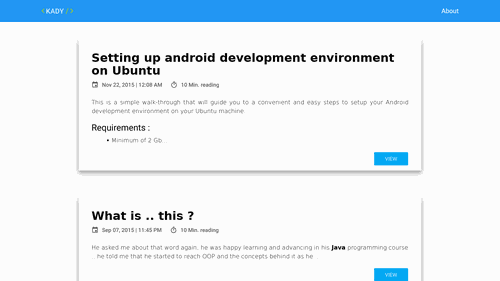 < KADY / >
About
Setting up android development environment
on Ubuntu
Nov 22, 2015 | 12:08 AM 10 Min. reading
This is a simple walk-through that will guide you to a convenient and easy steps to setup your Android
development environment on your Ubuntu machine.
Requirements :
Minimum of 2 Gb...
VIEW
What is .. this ?
Sep 07, 2015 | 11:45 PM 10 Min. reading
He asked me about that word again, he was happy learning and advancing in his Java programming course
.. he told me that he started to reach OOP and the concepts behind it as he
VIEW